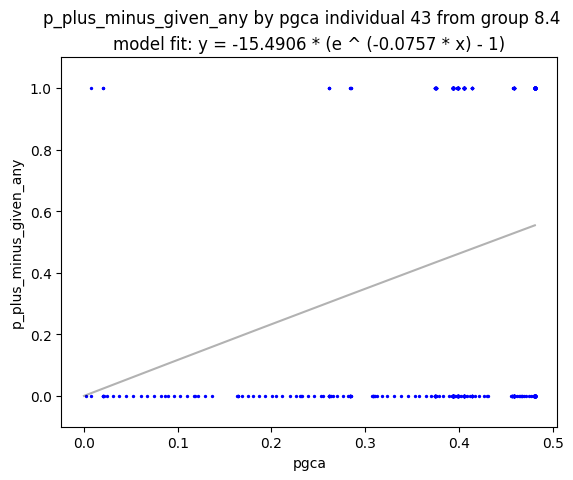 p_plus_minus_given_any by pgca individual 43 from group 8.4
model fit: y = -15.4906 * (e ^ (-0.0757 * x) - 1)
1.0
0.8
0.6
0.4
0.2
0.0
p_plus_minus_given_any
0.0 0.1 0.2 0.3 0.4 0.5
pgca